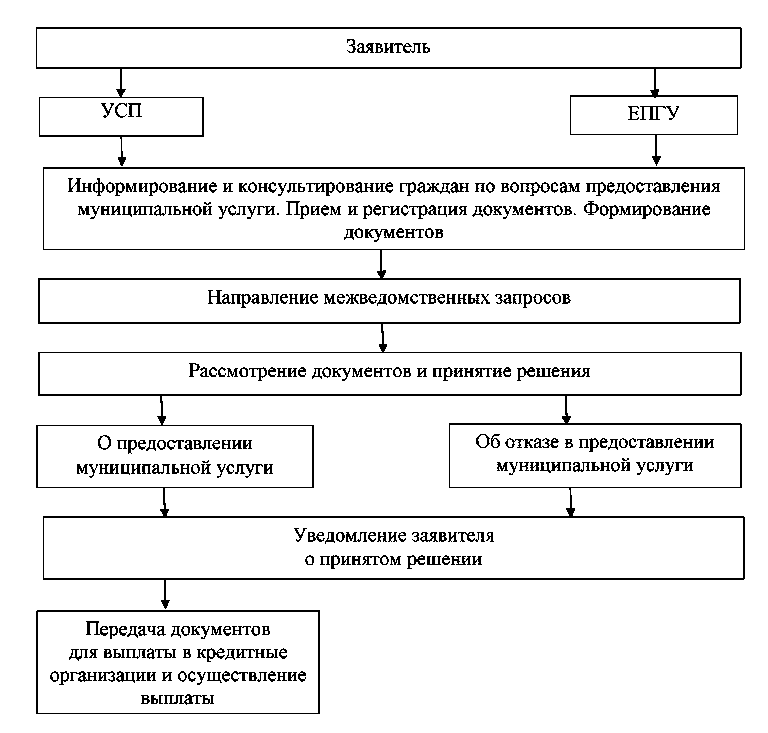 Заявитель
УСП
ЕПГУ
Информирование и консультирование граждан по вопросам предоставления
муниципальной услуги. Прием и регистрация документов. Формирование
документов
Направление межведомственных запросов
Рассмотрение документов и принятие решения
О предоставлении
муниципальной услуги
Об отказе в предоставлении
муниципальной услуги
Уведомление заявителя
о принятом решении
Передача документов
для выплаты в кредитные
организации и осуществление
выплаты